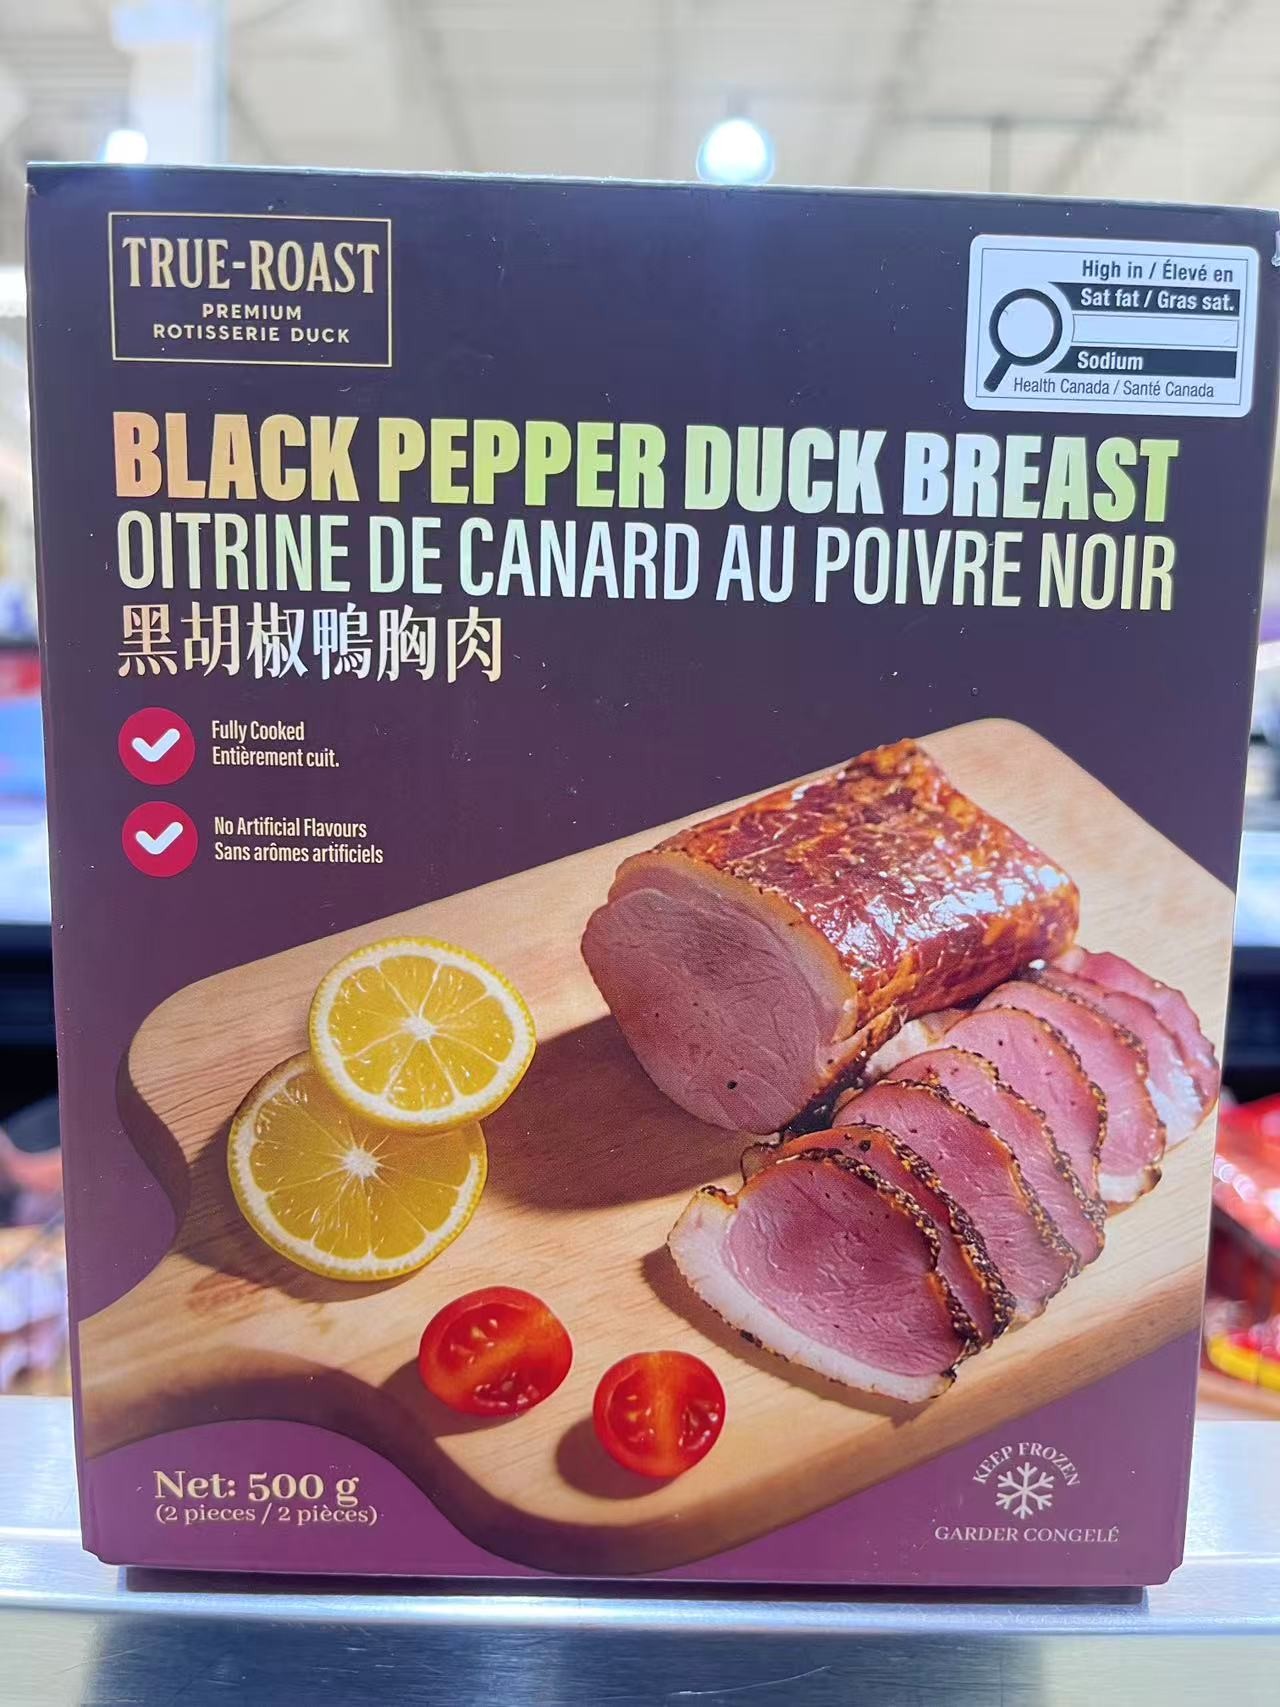 TRUE-ROAST
PREMIUM
ROTISSERIE DUCK
High in / Élevé en
Sat fat / Gras sat.
Sodium
Health Canada / Santé Canada
BLACK PEPPER DUCK BREAST
OITRINE DE CANARD AU POIVRE NOIR
黑胡椒鴨胸肉
Fully Cooked
Entièrement cuit.
No Artificial Flavours
Sans arômes artificiels
Net: 500 g
(2 pieces / 2 pièces)
KEEP FROZEN
GARDER CONGELÉ